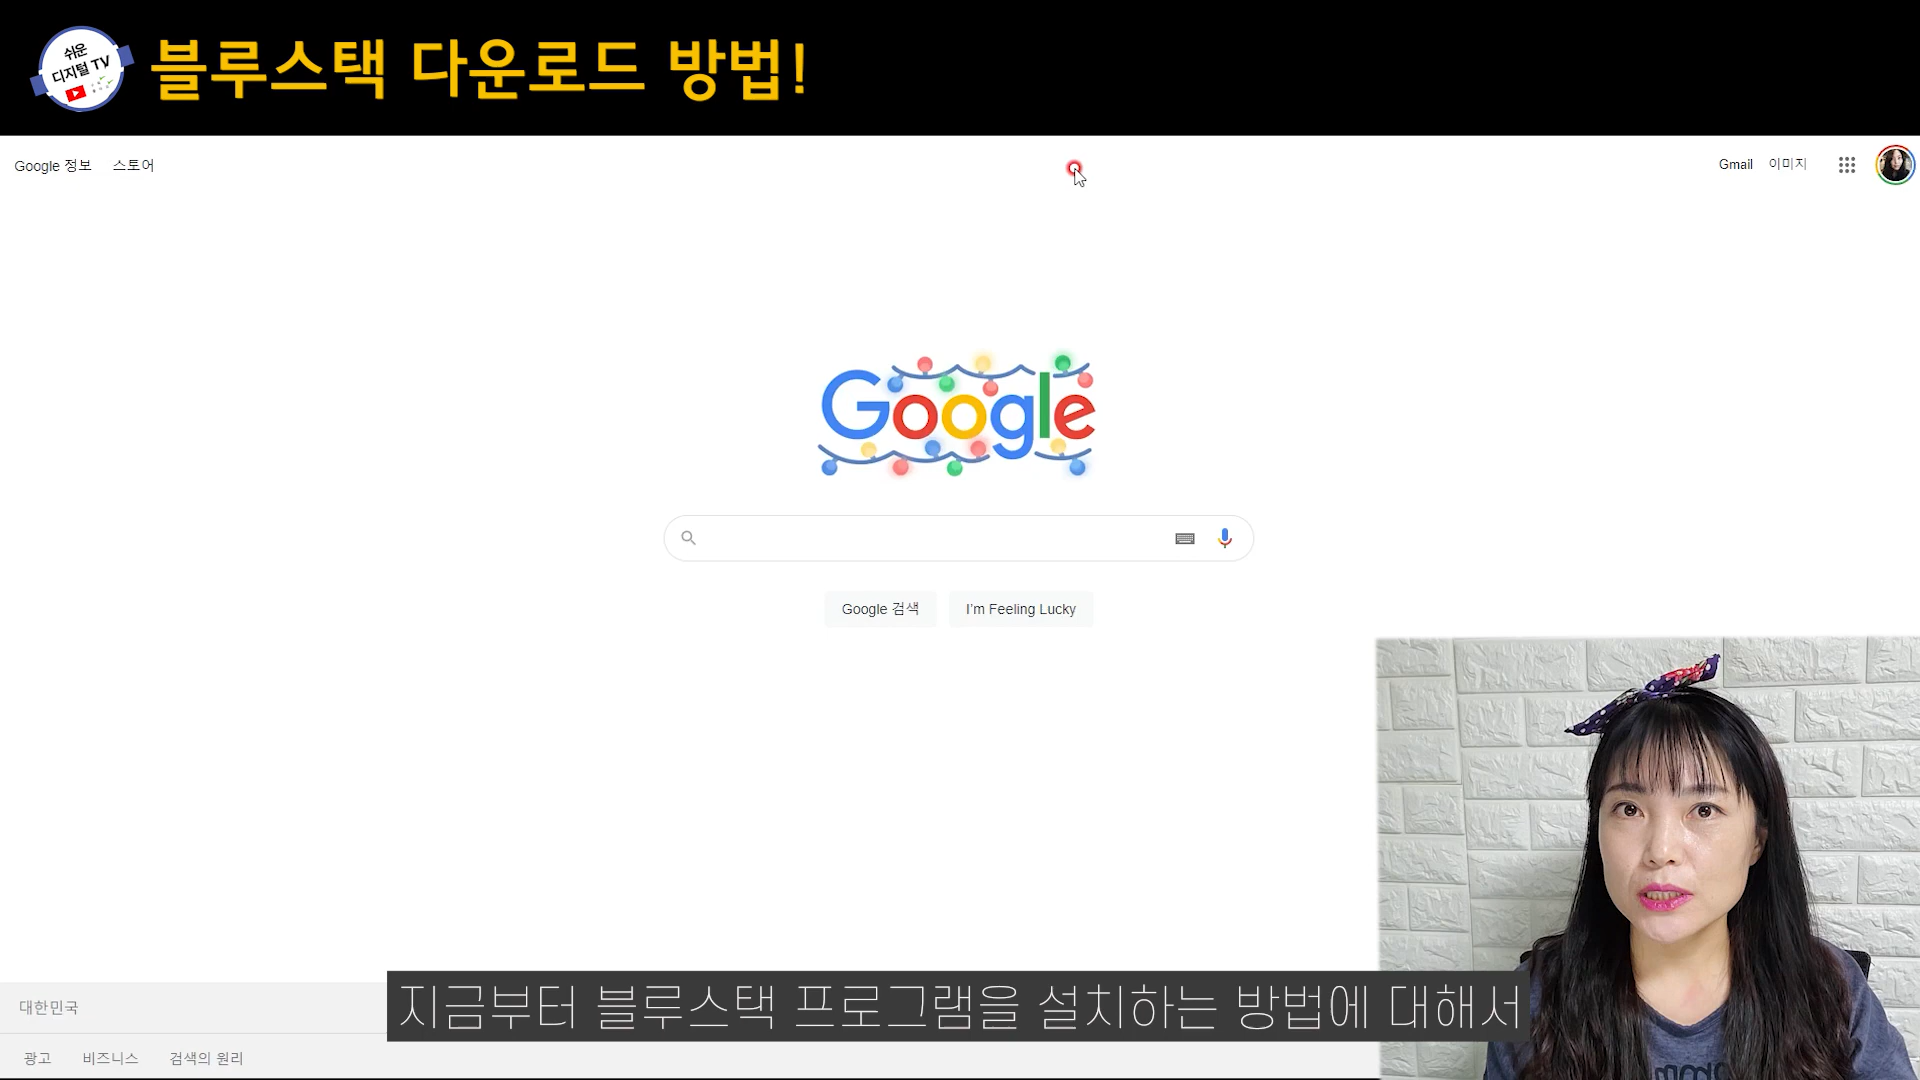 쉬운
디지털 TV
블루스택 다운로드 방법!
Google 정보 스토어
Gmail 이미지
Google
Google 검색 I'm Feeling Lucky
지금부터 블루스택 프로그램을 설치하는 방법에 대해서
대한민국
광고 비즈니스 검색의 원리